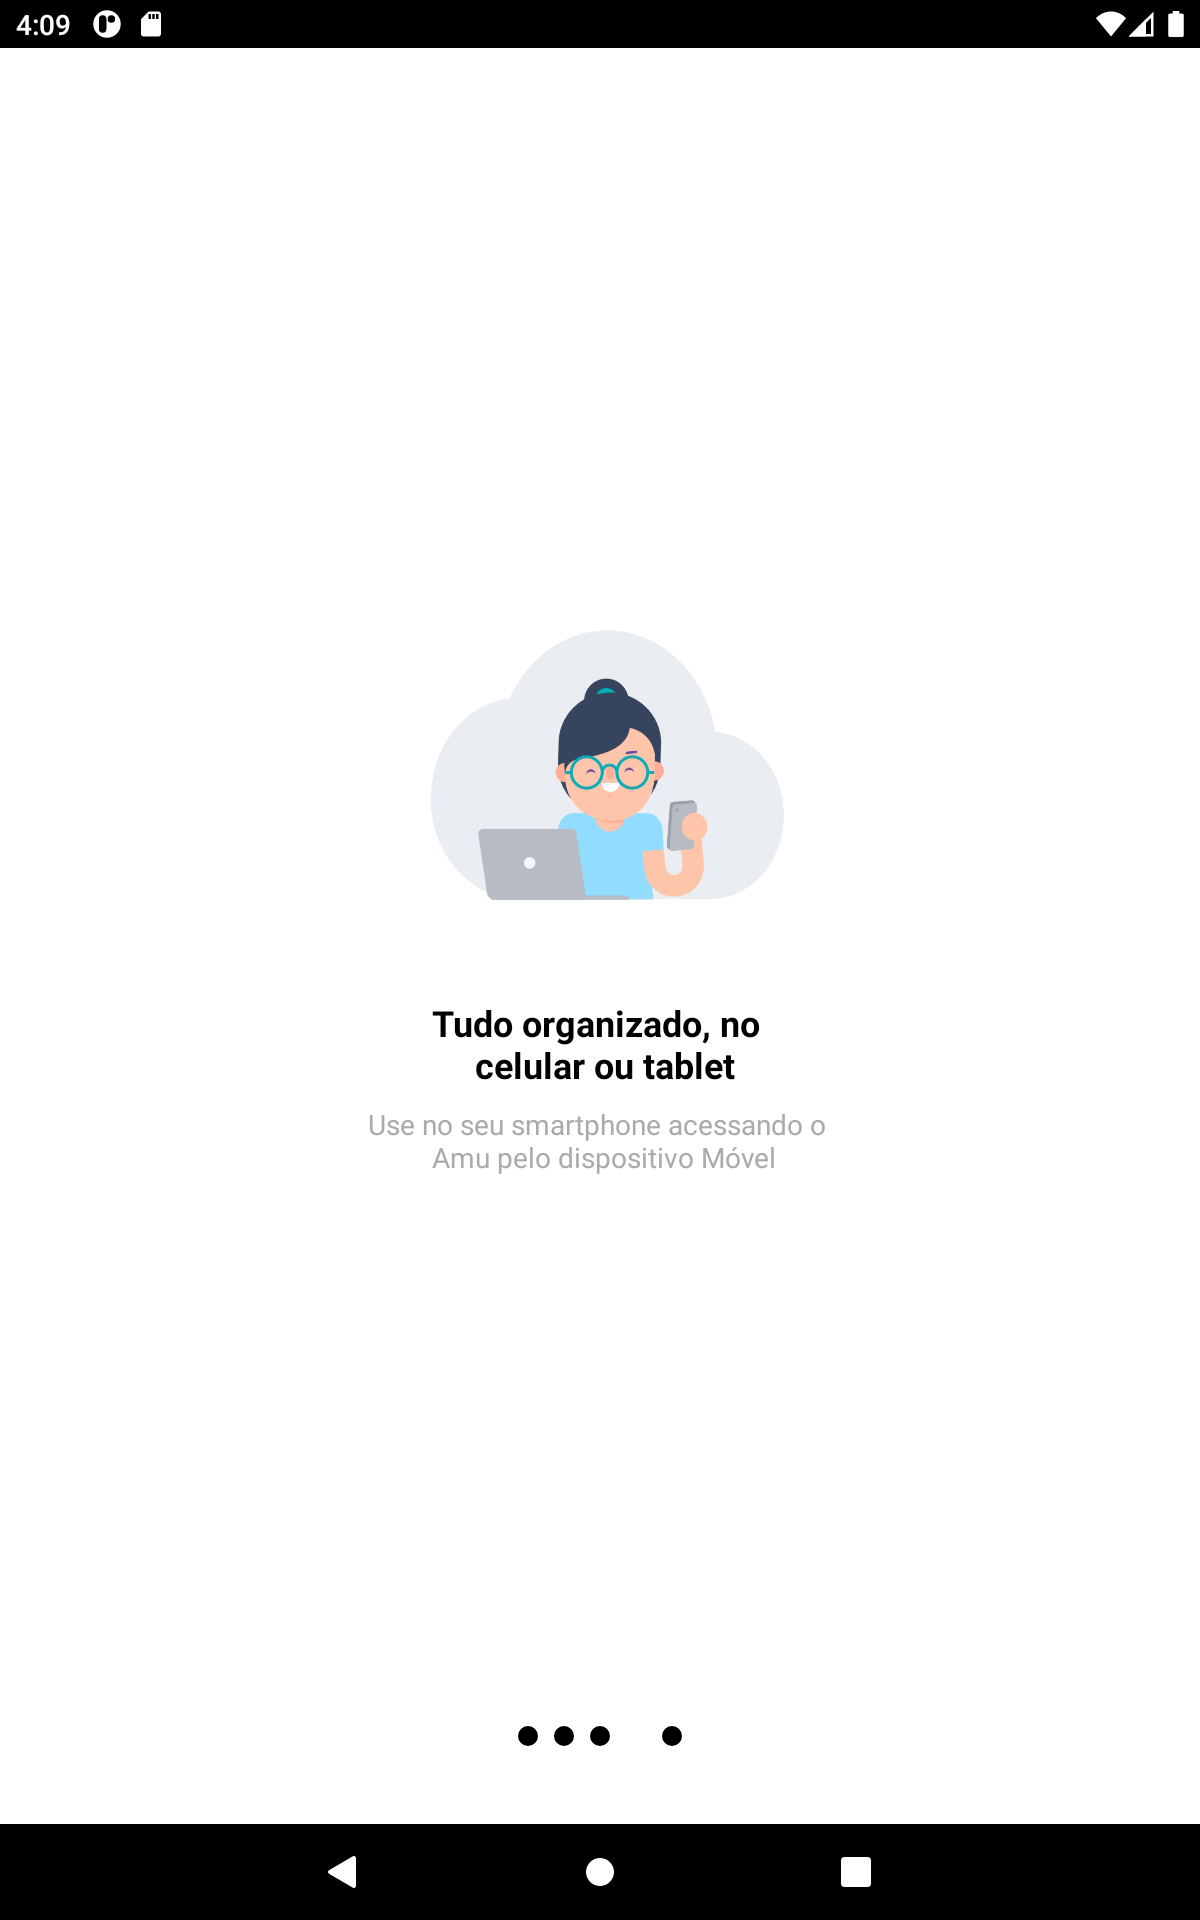 4:09
Tudo organizado, no
celular ou tablet
Use no seu smartphone acessando o
Amu pelo dispositivo Móvel